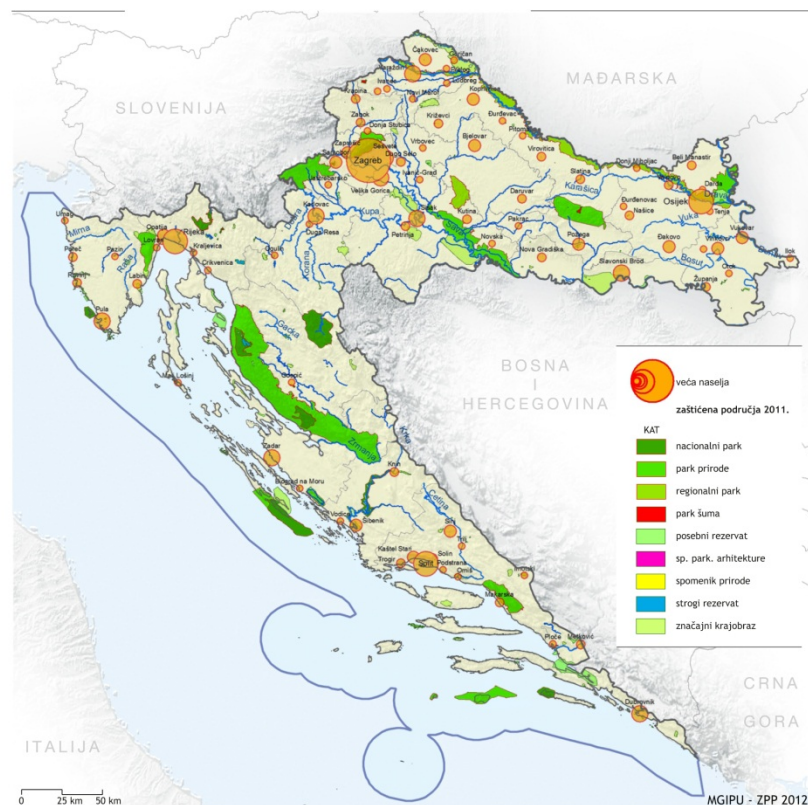 MAĐARSKA
SLOVENIJA
Čakovec
Koprivnica
Krapina
Križevci
Đurđevac
Zabok
Donja Stubica
Vrbovec
Bjelovar
Virovitica
Sesvete
Zagreb
Dugo Selo
Ivanić-Grad
Velika Gorica
Slatina
Donji Miholjac
Beli Manastir
Karašica
Darda
Drava
Osijek
Tenja
Daruvar
Đurđenovac
Našice
Vuka
Kupa
Sisak
Kutina
Pakrac
Petrinja
Duga Resa
Korana
Novska
Nova Gradiška
Požega
Đakovo
Vukovar
Bosut
Ilok
Slavonski Brod
Županja
Umag
Mirna
Opatija
Rijeka
Lovran
Kraljevica
Poreč
Pazin
Raša
Crikvenica
Labin
Pula
Gacka
Mali Lošinj
Gospić
BOSNA
I
HERCEGOVINA
Zrmanja
Krka
Zadar
Knin
Biograd na Moru
Cetina
Vodice
Šibenik
Sinj
Trilj
Kaštel Stari
Solin
Trogir
Split
Podstrana
Omiš
Imotski
Makarska
Ploče
Metković
Dubrovnik
CRNA
GORA
ITALIJA
veća naselja
zaštićena područja 2011.
KAT
nacionalni park
park prirode
regionalni park
park šuma
posebni rezervat
sp. park. arhitekture
spomenik prirode
strogi rezervat
značajni krajobraz
0 25 km 50 km
MGIPU - ZPP 2012